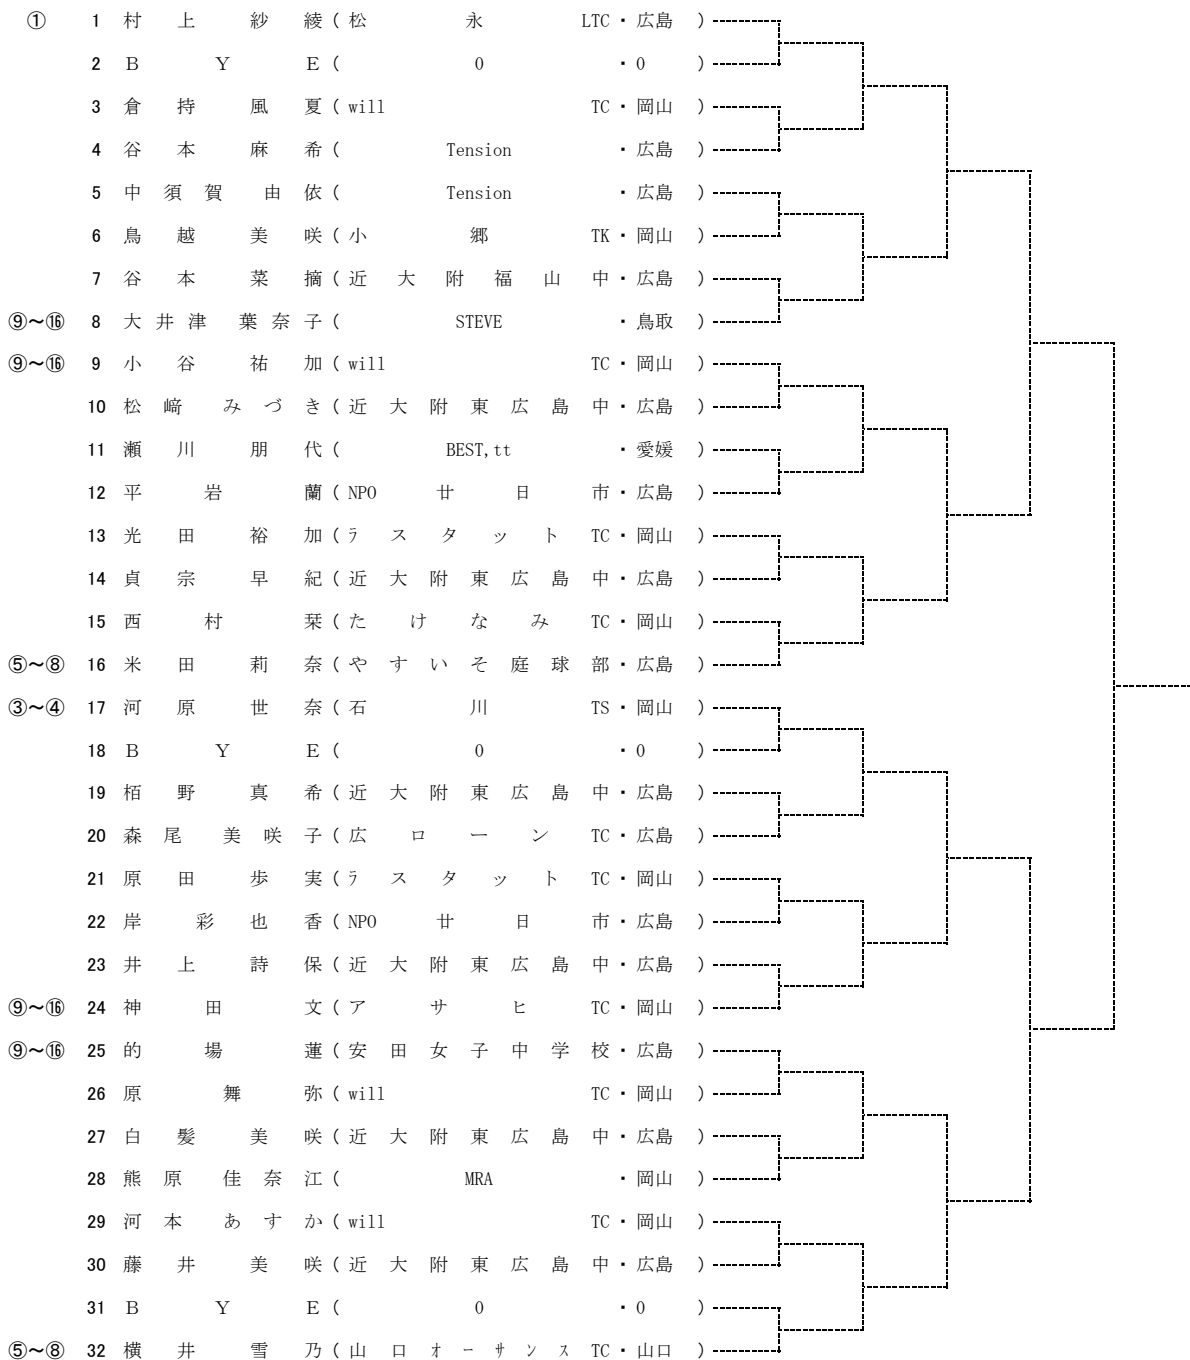 ① 1 村上 紗綾 ( 松永LTC ・ 広島 )
2 BYE ( 0 ・ 0 )
3 倉持 風夏 ( will TC ・ 岡山 )
4 谷本 麻希 ( Tension ・ 広島 )
5 中須賀 由依 ( Tension ・ 広島 )
6 鳥越 美咲 ( 小郷TK ・ 岡山 )
7 谷本 菜摘 ( 近大附福山中 ・ 広島 )
⑨～⑯ 8 大井津 葉奈子 ( STEVE ・ 鳥取 )
⑨～⑯ 9 小谷 祐加 ( will TC ・ 岡山 )
10 松﨑 みづき ( 近大附東広島中 ・ 広島 )
11 瀬川 朋代 ( BEST,tt ・ 愛媛 )
12 平岩 蘭 ( NPO廿日市 ・ 広島 )
13 光田 裕加 ( ラスタットTC ・ 岡山 )
14 貞宗 早紀 ( 近大附東広島中 ・ 広島 )
15 西村 栞 ( たけなみTC ・ 岡山 )
⑤～⑧ 16 米田 莉奈 ( やすいそ庭球部 ・ 広島 )
③～④ 17 河原 世奈 ( 石川TS ・ 岡山 )
18 BYE ( 0 ・ 0 )
19 栢野 真希 ( 近大附東広島中 ・ 広島 )
20 森尾 美咲子 ( 広ローンTC ・ 広島 )
21 原田 歩実 ( ラスタットTC ・ 岡山 )
22 岸 彩也香 ( NPO廿日市 ・ 広島 )
23 井上 詩保 ( 近大附東広島中 ・ 広島 )
⑨～⑯ 24 神田 文 ( アサヒTC ・ 岡山 )
⑨～⑯ 25 的場 蓮 ( 安田女子中学校 ・ 広島 )
26 原 舞弥 ( will TC ・ 岡山 )
27 白髪 美咲 ( 近大附東広島中 ・ 広島 )
28 熊原 佳奈江 ( MRA ・ 岡山 )
29 河本 あすか ( will TC ・ 岡山 )
30 藤井 美咲 ( 近大附東広島中 ・ 広島 )
31 BYE ( 0 ・ 0 )
⑤～⑧ 32 横井 雪乃 ( 山口オーサンスTC ・ 山口 )